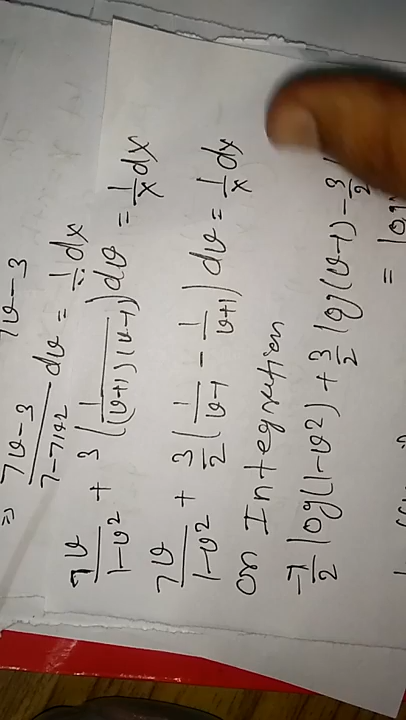 7v-3
⇒ 7v-3/7-7v2 dv = 1/x dx
7v/1-v² + 3(1/(v+1)(v-1))dv = 1/x dx
7v/1-v² + 3/2(1/v-1 - 1/v+1)dv = 1/x dx
on Integration
-7/2 log(1-v²) + 3/2 log(v-1) - 3/2
=